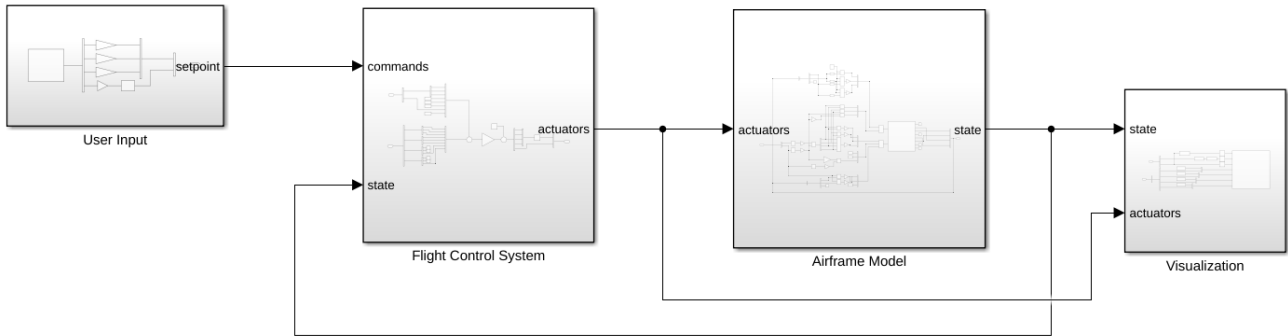 setpoint
User Input
commands
state
actuators
Flight Control System
actuators
state
Airframe Model
state
actuators
Visualization